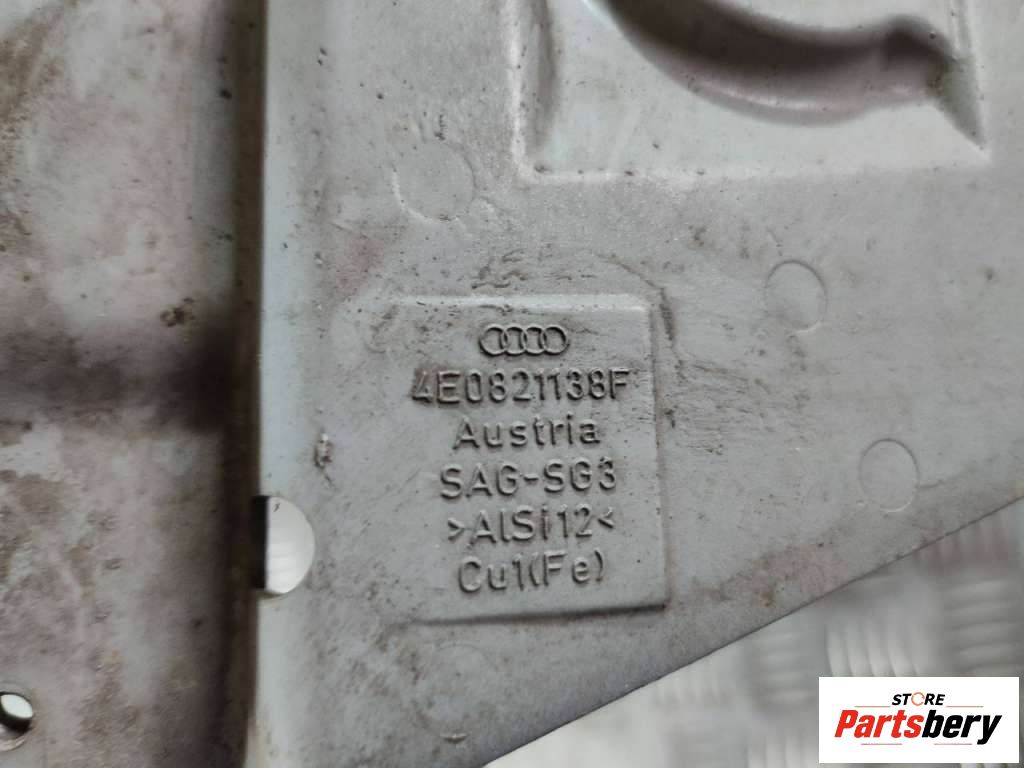 4E0821138F
Austria
SAG-SG3
>AlSi12<
Cu1(Fe)
STORE
Partsbery